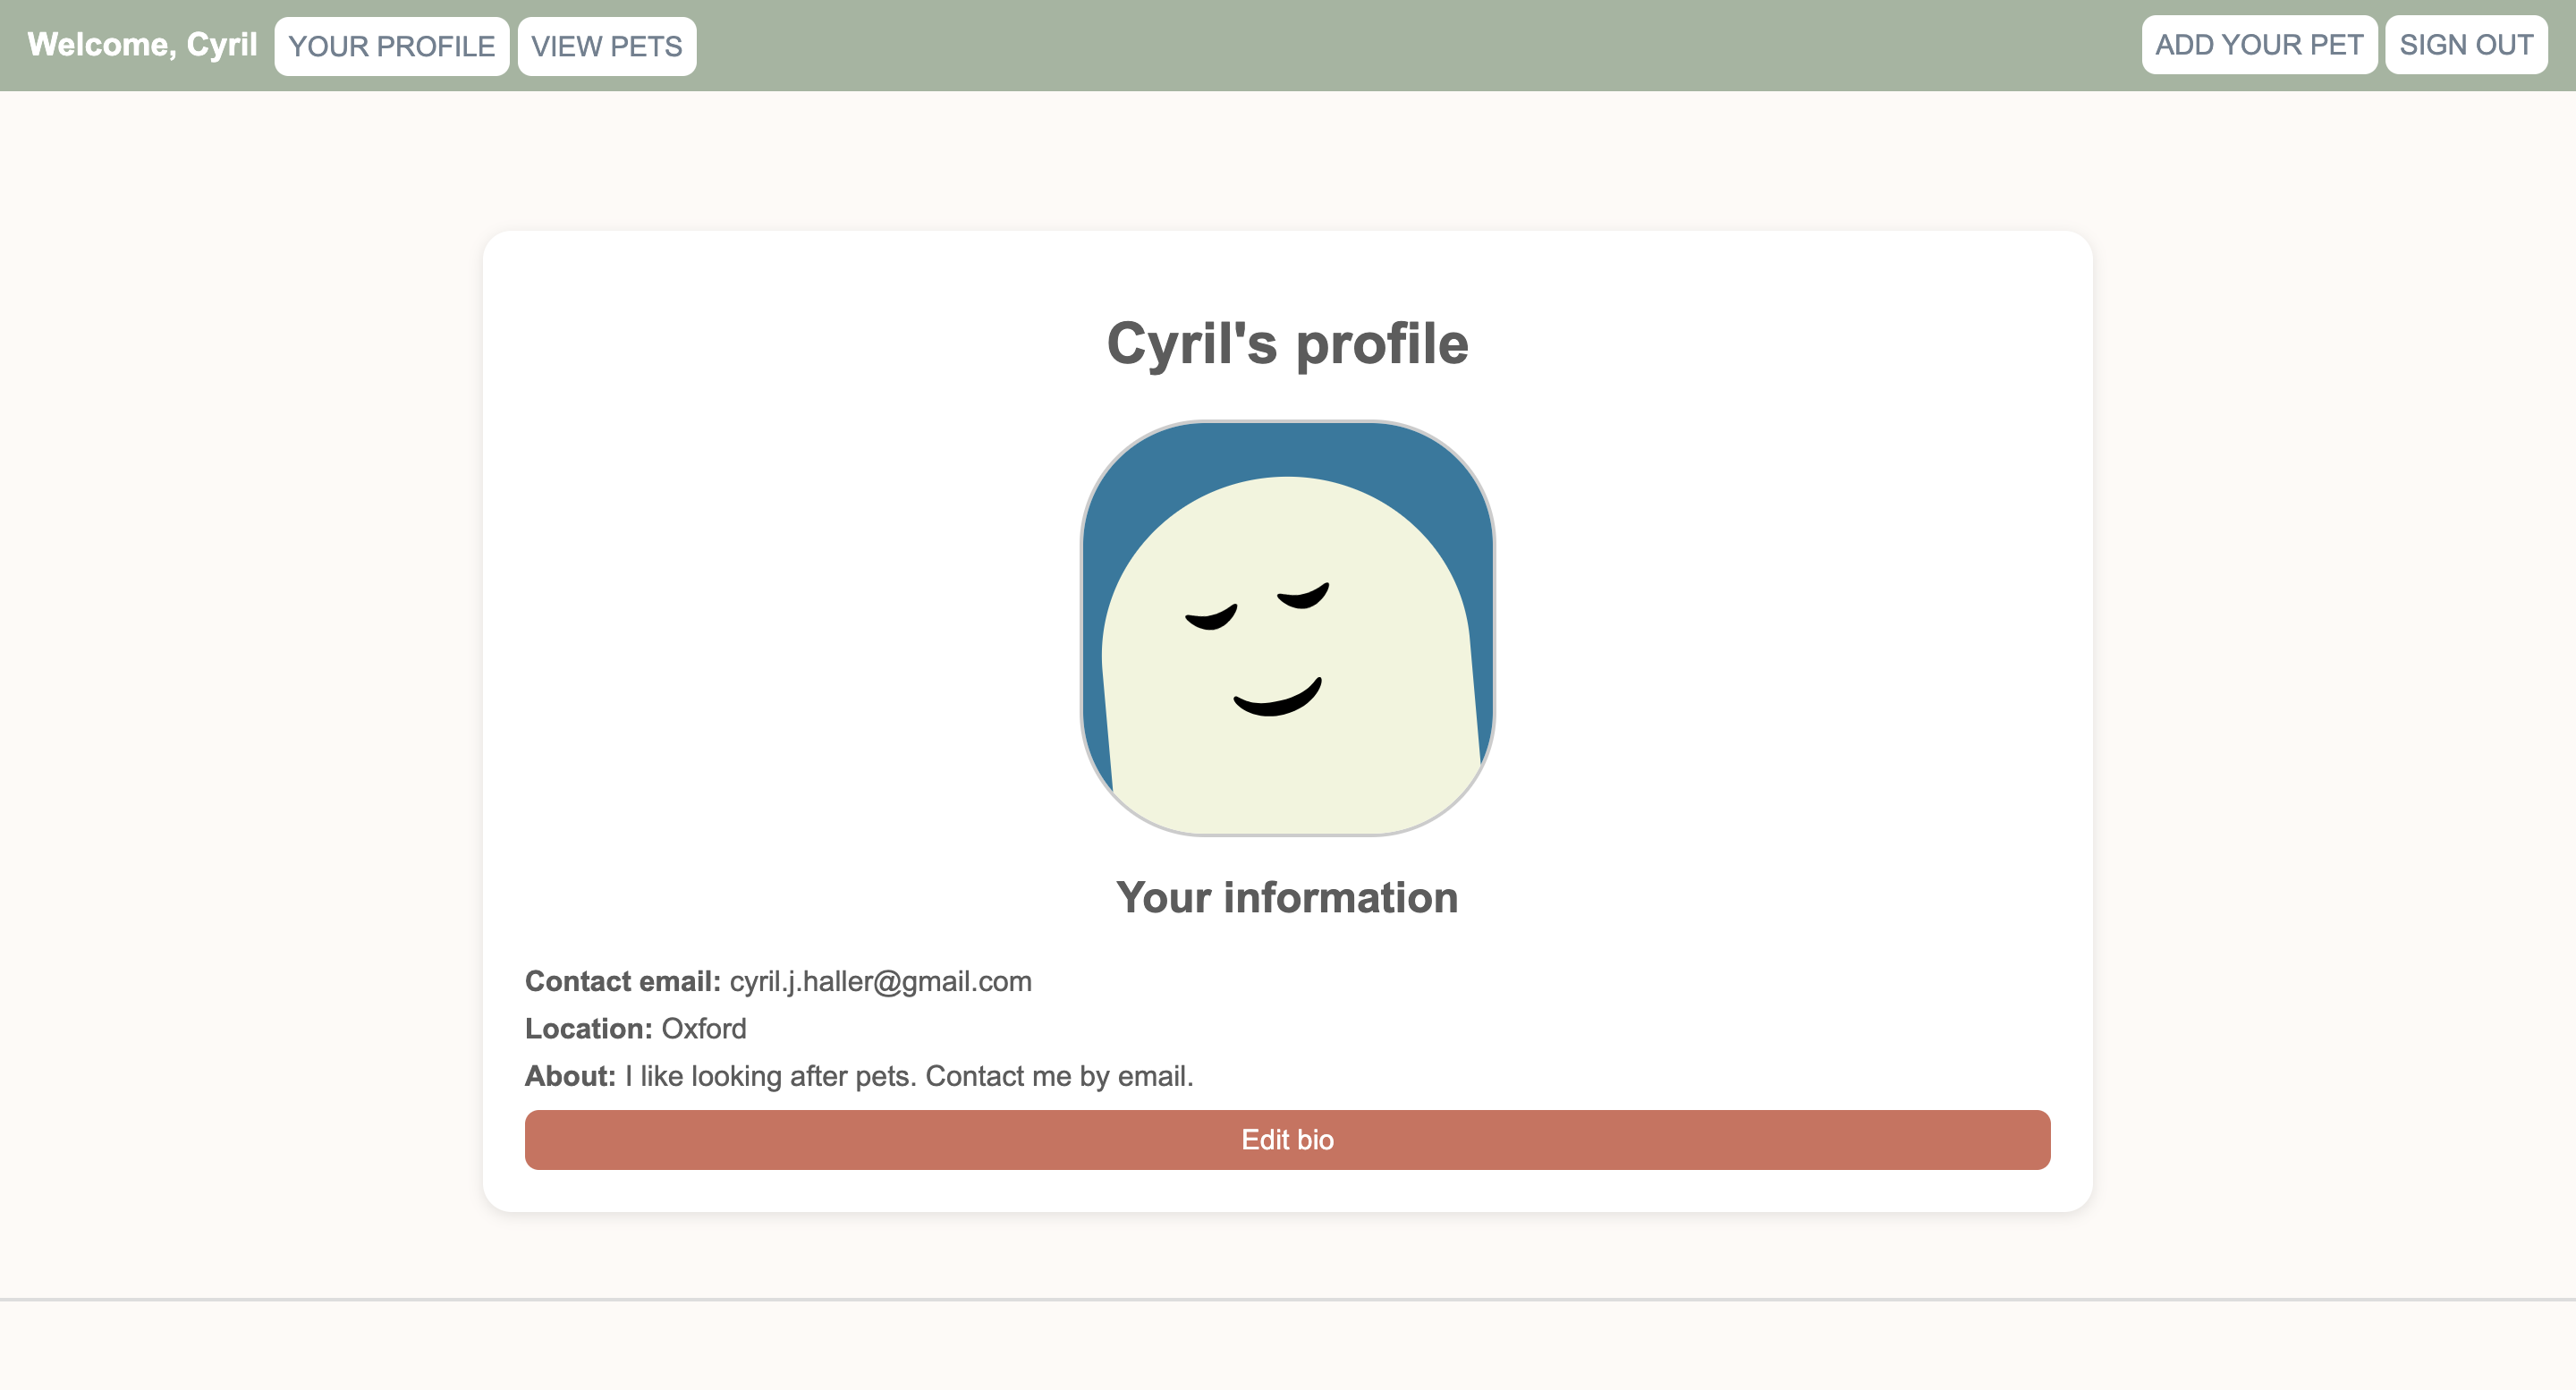 Welcome, Cyril YOUR PROFILE VIEW PETS ADD YOUR PET SIGN OUT
Cyril's profile
Your information
Contact email: cyril.j.haller@gmail.com
Location: Oxford
About: I like looking after pets. Contact me by email.
Edit bio